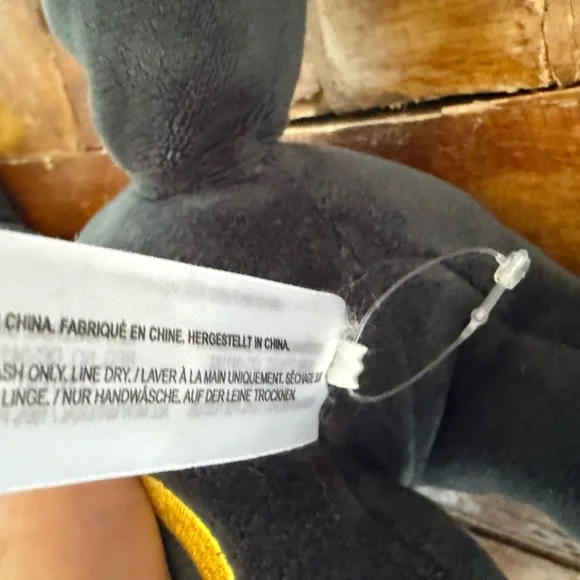 CHINA. FABRIQUÉ EN CHINE. HERGESTELLT IN CHINA.
ASH ONLY. LINE DRY. / LAVER À LA MAIN UNIQUEMENT. SÉCHAGE SUR
LINGE. / NUR HANDWÄSCHE. AUF DER LEINE TROCKNEN.